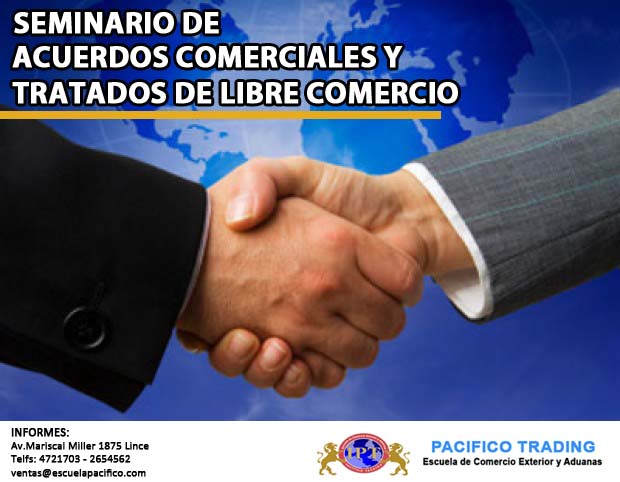 SEMINARIO DE
ACUERDOS COMERCIALES Y
TRATADOS DE LIBRE COMERCIO
INFORMES:
Av.Mariscal Miller 1875 Lince
Telfs: 4721703 - 2654562
ventas@escuelapacifico.com
IPT
PACIFICO TRADING
Escuela de Comercio Exterior y Aduanas